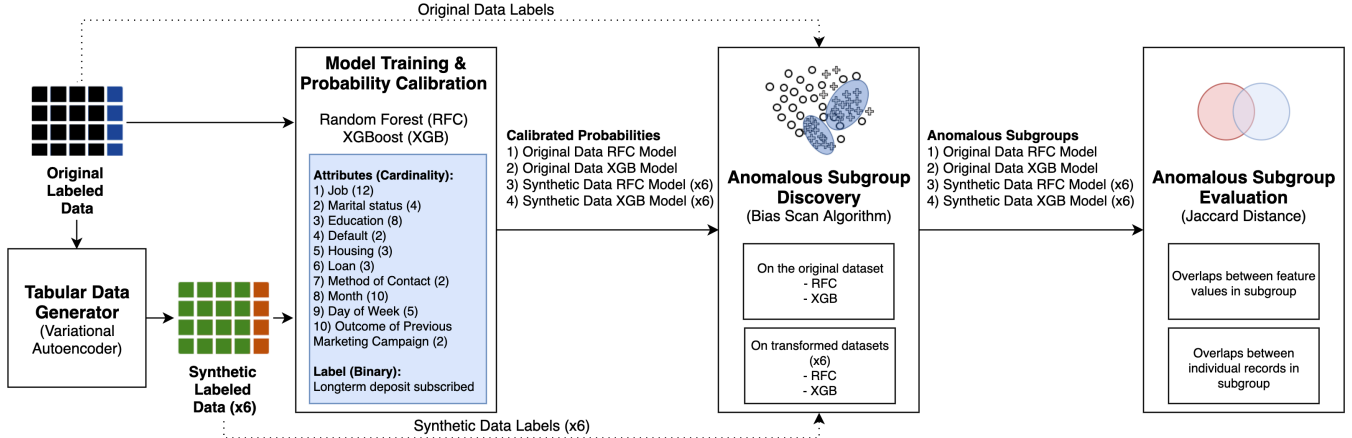 Original Data Labels
Original
Labeled
Data
Tabular Data
Generator
(Variational
Autoencoder)
Synthetic
Labeled
Data (x6)
Model Training &
Probability Calibration
Random Forest (RFC)
XGBoost (XGB)
Attributes (Cardinality):
1) Job (12)
2) Marital status (4)
3) Education (8)
4) Default (2)
5) Housing (3)
6) Loan (3)
7) Method of Contact (2)
8) Month (10)
9) Day of Week (5)
10) Outcome of Previous
Marketing Campaign (2)
Label (Binary):
Longterm deposit subscribed
Calibrated Probabilities
1) Original Data RFC Model
2) Original Data XGB Model
3) Synthetic Data RFC Model (x6)
4) Synthetic Data XGB Model (x6)
Anomalous Subgroup
Discovery
(Bias Scan Algorithm)
On the original dataset
- RFC
- XGB
On transformed datasets
(x6)
- RFC
- XGB
Anomalous Subgroups
1) Original Data RFC Model
2) Original Data XGB Model
3) Synthetic Data RFC Model (x6)
4) Synthetic Data XGB Model (x6)
Anomalous Subgroup
Evaluation
(Jaccard Distance)
Overlaps between feature
values in subgroup
Overlaps between
individual records in
subgroup
Synthetic Data Labels (x6)